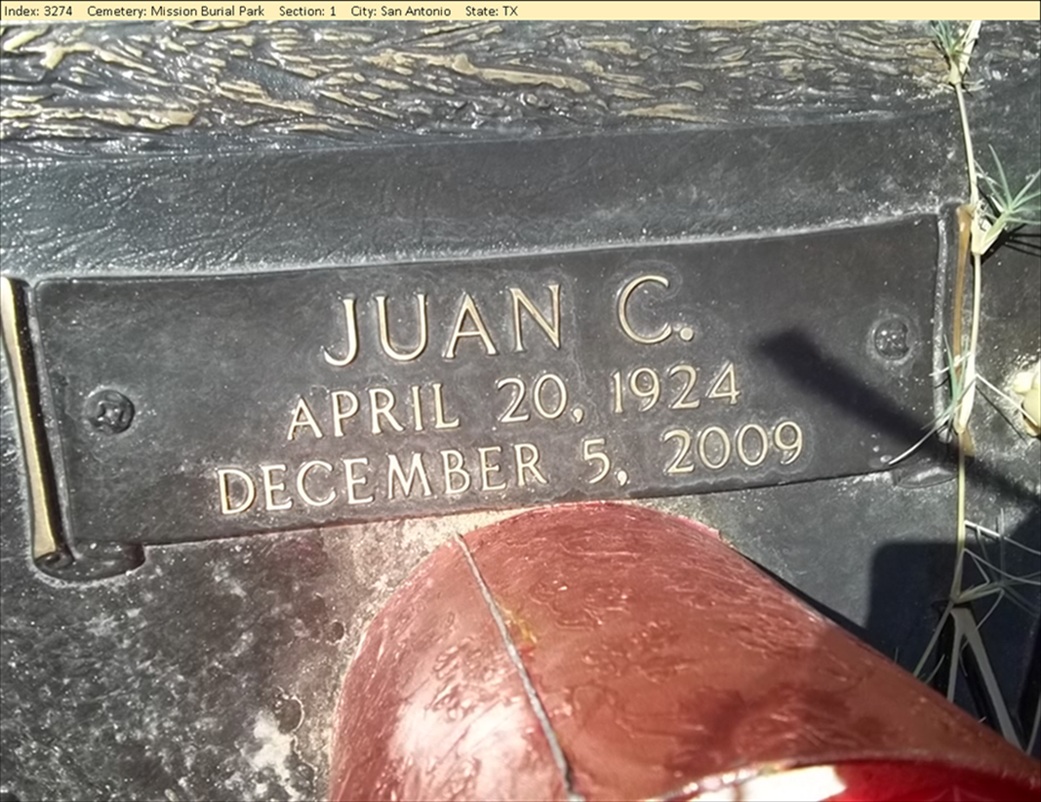 Index: 3274 Cemetery: Mission Burial Park Section: 1 City: San Antonio State: TX
JUAN C.
APRIL 20, 1924
DECEMBER 5, 2009